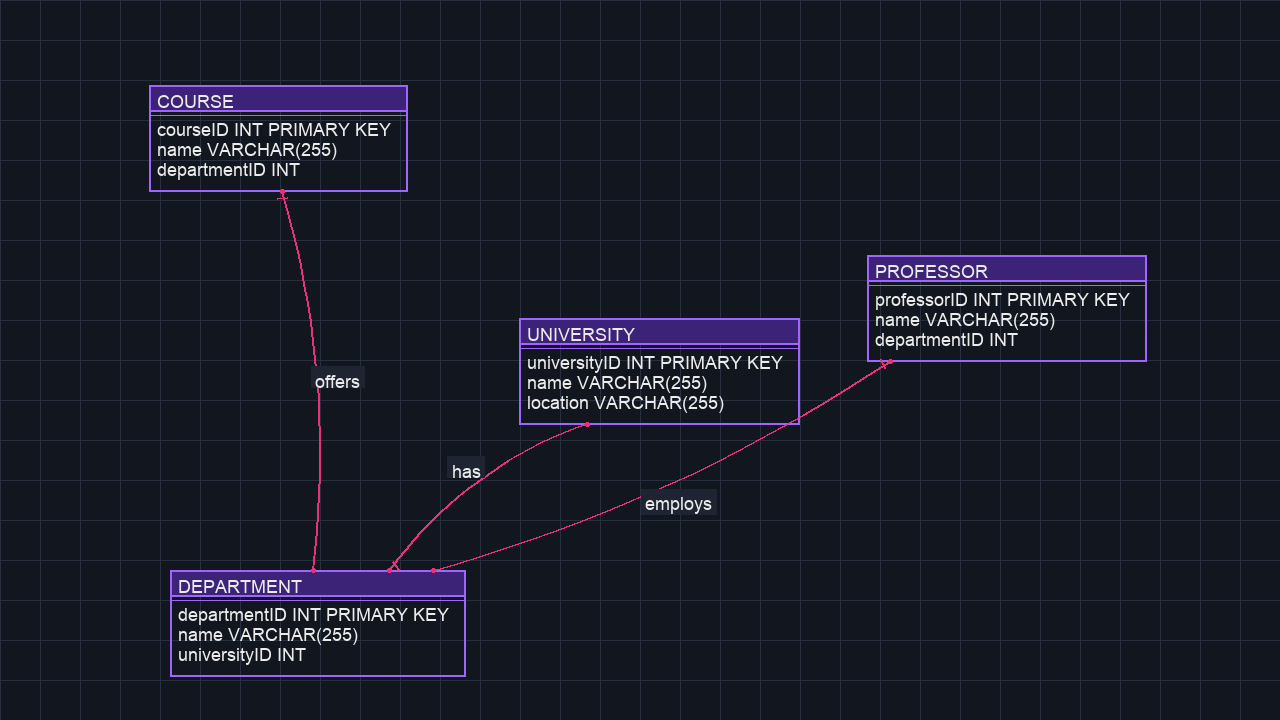 COURSE
courseID INT PRIMARY KEY
name VARCHAR(255)
departmentID INT
PROFESSOR
professorID INT PRIMARY KEY
name VARCHAR(255)
departmentID INT
UNIVERSITY
universityID INT PRIMARY KEY
name VARCHAR(255)
location VARCHAR(255)
offers
has
employs
DEPARTMENT
departmentID INT PRIMARY KEY
name VARCHAR(255)
universityID INT